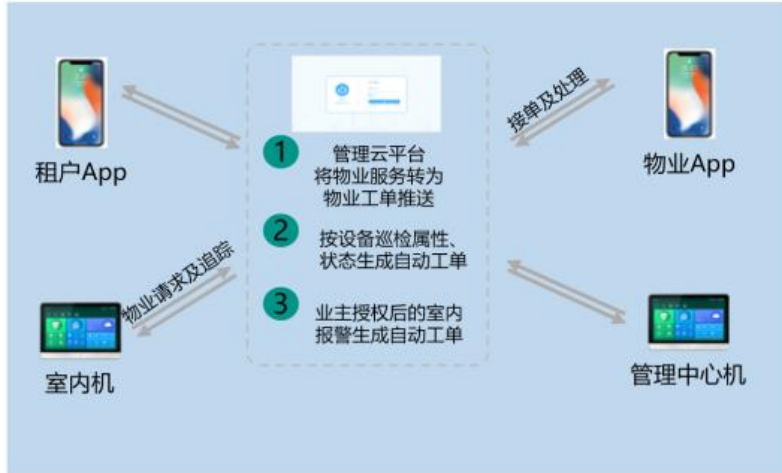 租户App
物业请求及追踪
室内机
1
管理云平台
将物业服务转为
物业工单推送
2
按设备巡检属性、
状态生成自动工单
3
业主授权后的室内
报警生成自动工单
接单及处理
物业App
管理中心机